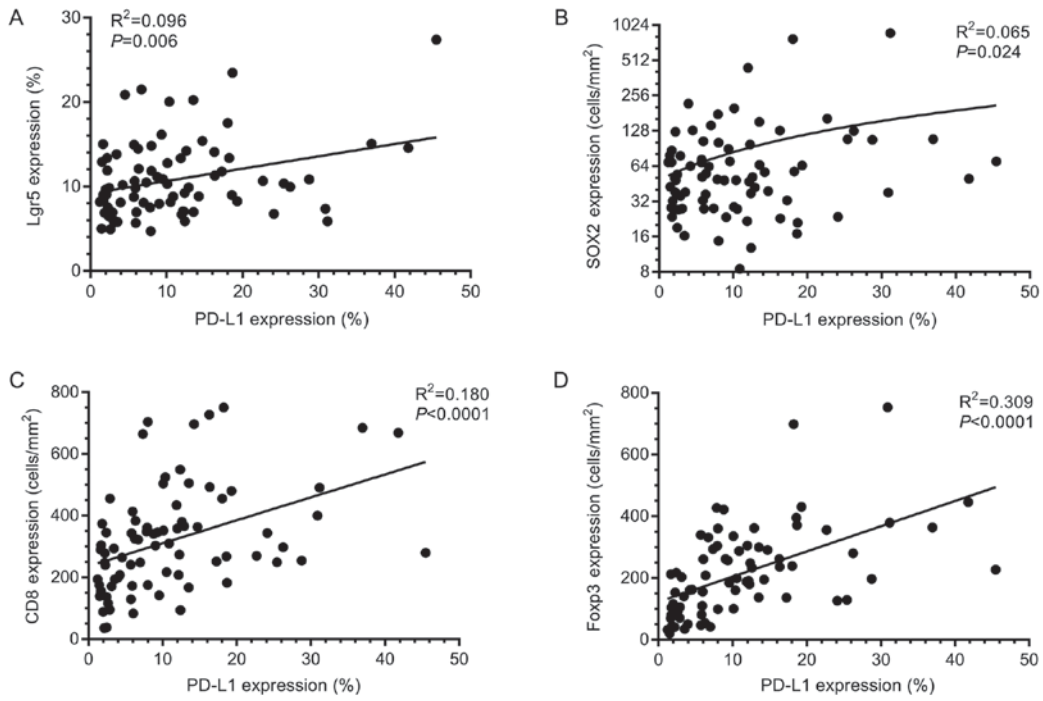 A
R²=0.096
P=0.006
30
20
10
0
Lgr5 expression (%)
0 10 20 30 40 50
PD-L1 expression (%)
B
R²=0.065
P=0.024
1024
512
256
128
64
32
16
8
SOX2 expression (cells/mm²)
0 10 20 30 40 50
PD-L1 expression (%)
C
R²=0.180
P<0.0001
800
600
400
200
0
CD8 expression (cells/mm²)
0 10 20 30 40 50
PD-L1 expression (%)
D
R²=0.309
P<0.0001
800
600
400
200
0
Foxp3 expression (cells/mm²)
0 10 20 30 40 50
PD-L1 expression (%)